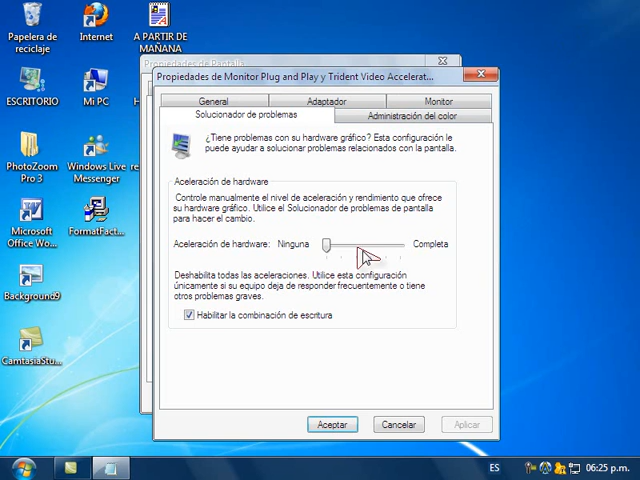 Papelera de
reciclaje
Internet
A PARTIR DE
MAÑANA
ESCRITORIO
Mi PC
PhotoZoom
Pro 3
Windows Live
Messenger
Microsoft
Office Wo...
FormatFact...
Background9
CamtasiaStu...
Propiedades de Pantalla
Propiedades de Monitor Plug and Play y Trident Video Accelerat...
General
Adaptador
Monitor
Solucionador de problemas
Administración del color
¿Tiene problemas con su hardware gráfico? Esta configuración le
puede ayudar a solucionar problemas relacionados con la pantalla.
Aceleración de hardware
Controle manualmente el nivel de aceleración y rendimiento que ofrece
su hardware gráfico. Utilice el Solucionador de problemas de pantalla
para hacer el cambio.
Aceleración de hardware: Ninguna Completa
Deshabilita todas las aceleraciones. Utilice esta configuración
únicamente si su equipo deja de responder frecuentemente o tiene
otros problemas graves.
Habilitar la combinación de escritura
Aceptar
Cancelar
Aplicar
ES
06:25 p.m.